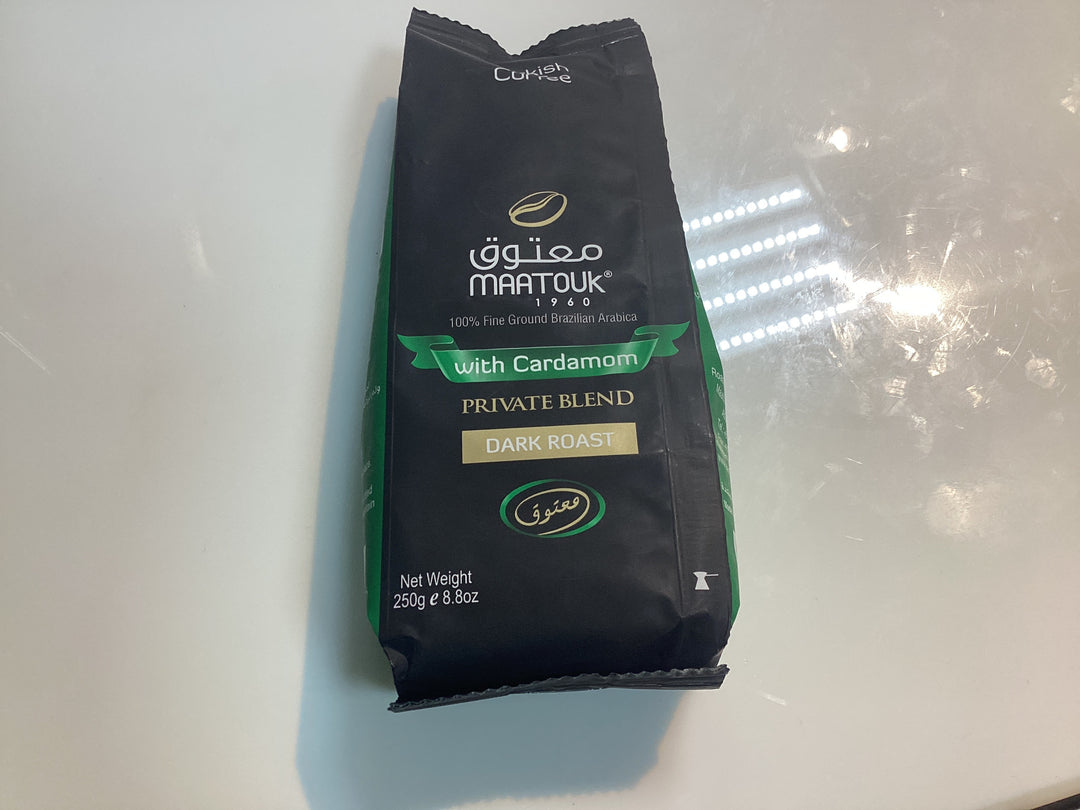 معتوق
MAATOUK®
1960
100% Fine Ground Brazilian Arabica
with Cardamom
PRIVATE BLEND
DARK ROAST
معتوق
Net Weight
250g e 8.8oz